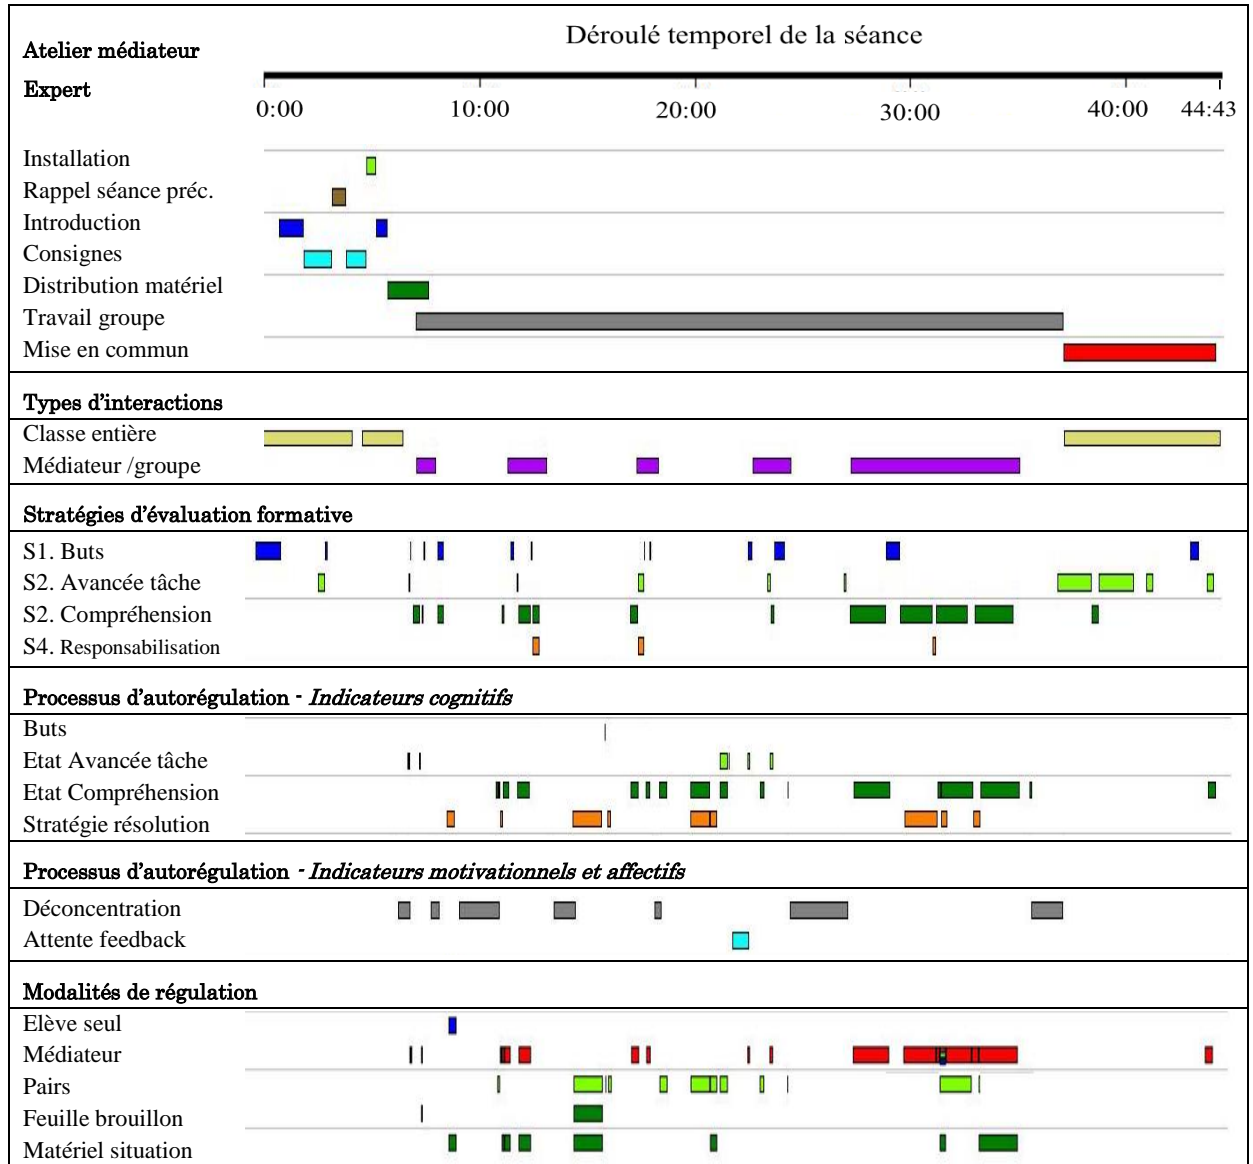 Déroulé temporel de la séance
Atelier médiateur
Expert
0:00 10:00 20:00 30:00 40:00 44:43
Installation
Rappel séance préc.
Introduction
Consignes
Distribution matériel
Travail groupe
Mise en commun
Types d'interactions
Classe entière
Médiateur /groupe
Stratégies d'évaluation formative
S1. Buts
S2. Avancée tâche
S2. Compréhension
S4. Responsabilisation
Processus d'autorégulation - Indicateurs cognitifs
Buts
Etat Avancée tâche
Etat Compréhension
Stratégie résolution
Processus d'autorégulation - Indicateurs motivationnels et affectifs
Déconcentration
Attente feedback
Modalités de régulation
Elève seul
Médiateur
Pairs
Feuille brouillon
Matériel situation